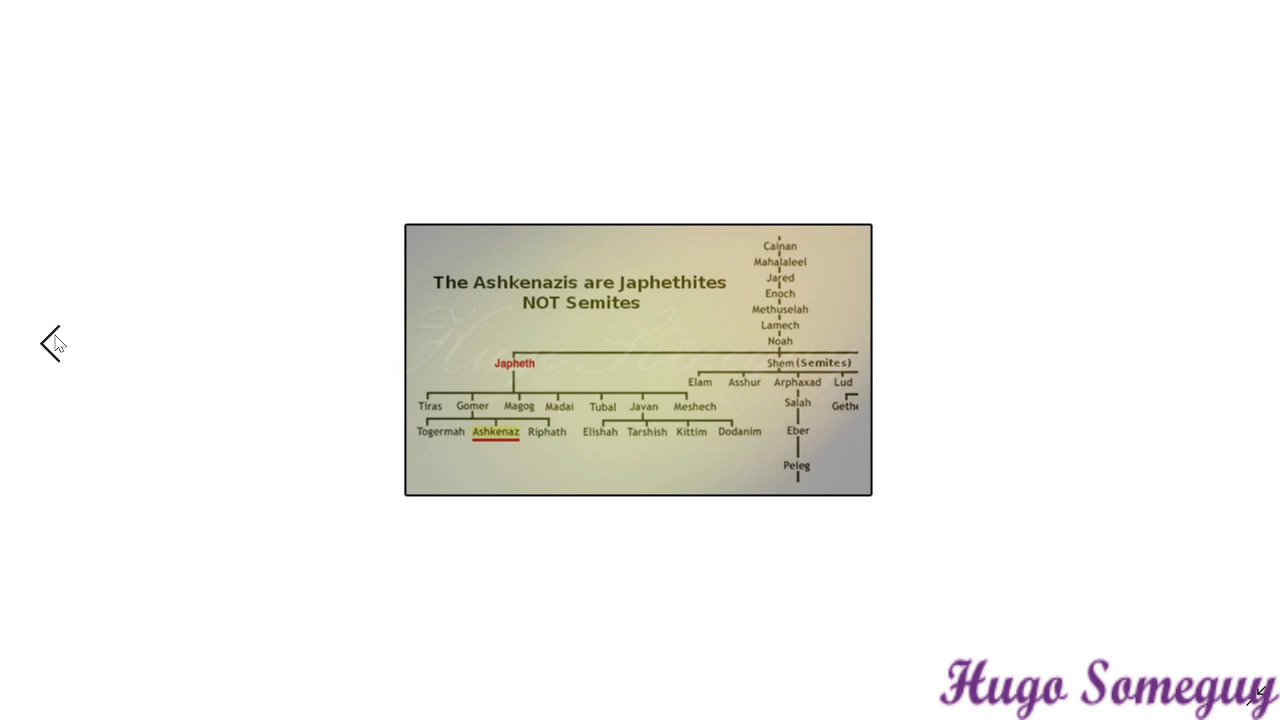 Cainan
Mahalaleel
Jared
The Ashkenazis are Japhethites
NOT Semites
Enoch
Methuselah
Lamech
Noah
Japheth
Shem (Semites)
Elam Asshur Arphaxad Lud
Tiras Gomer Magog Madai Tubal Javan Meshech Salah Geth
Togermah Ashkenaz Riphath Elishah Tarshish Kittim Dodanim Eber
Peleg
Hugo Someguy